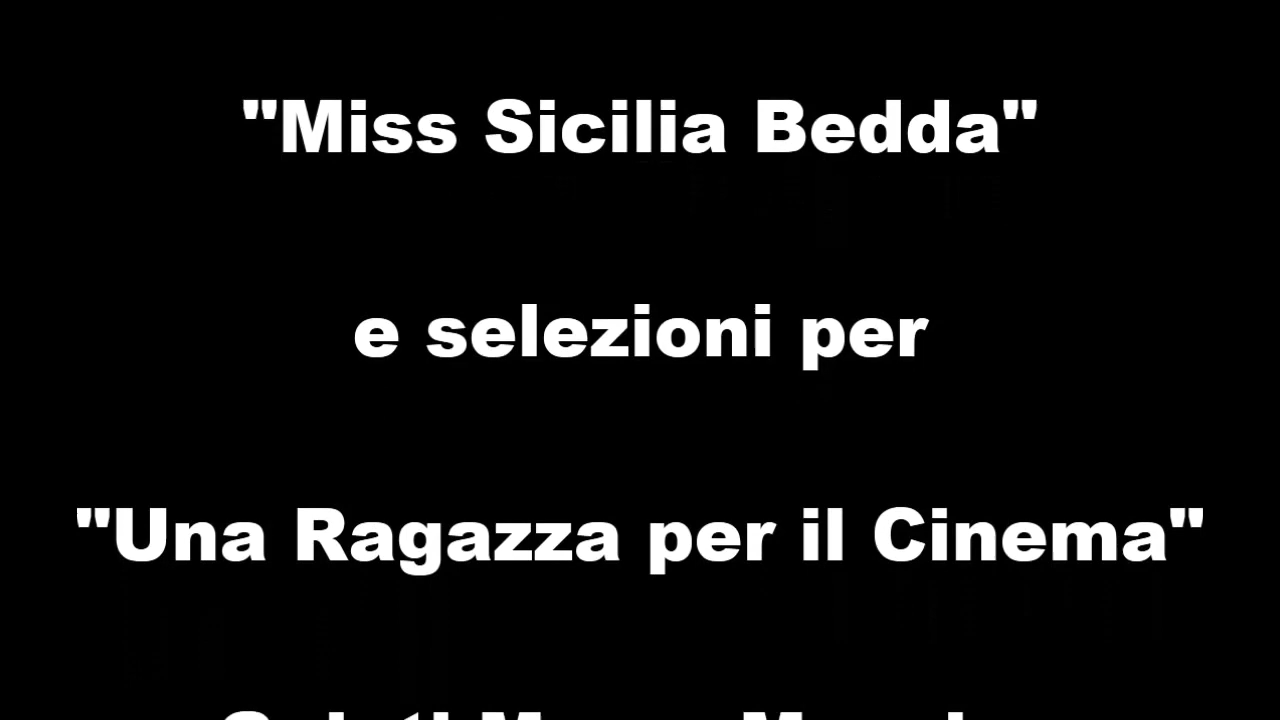 "Miss Sicilia Bedda"
e selezioni per
"Una Ragazza per il Cinema"